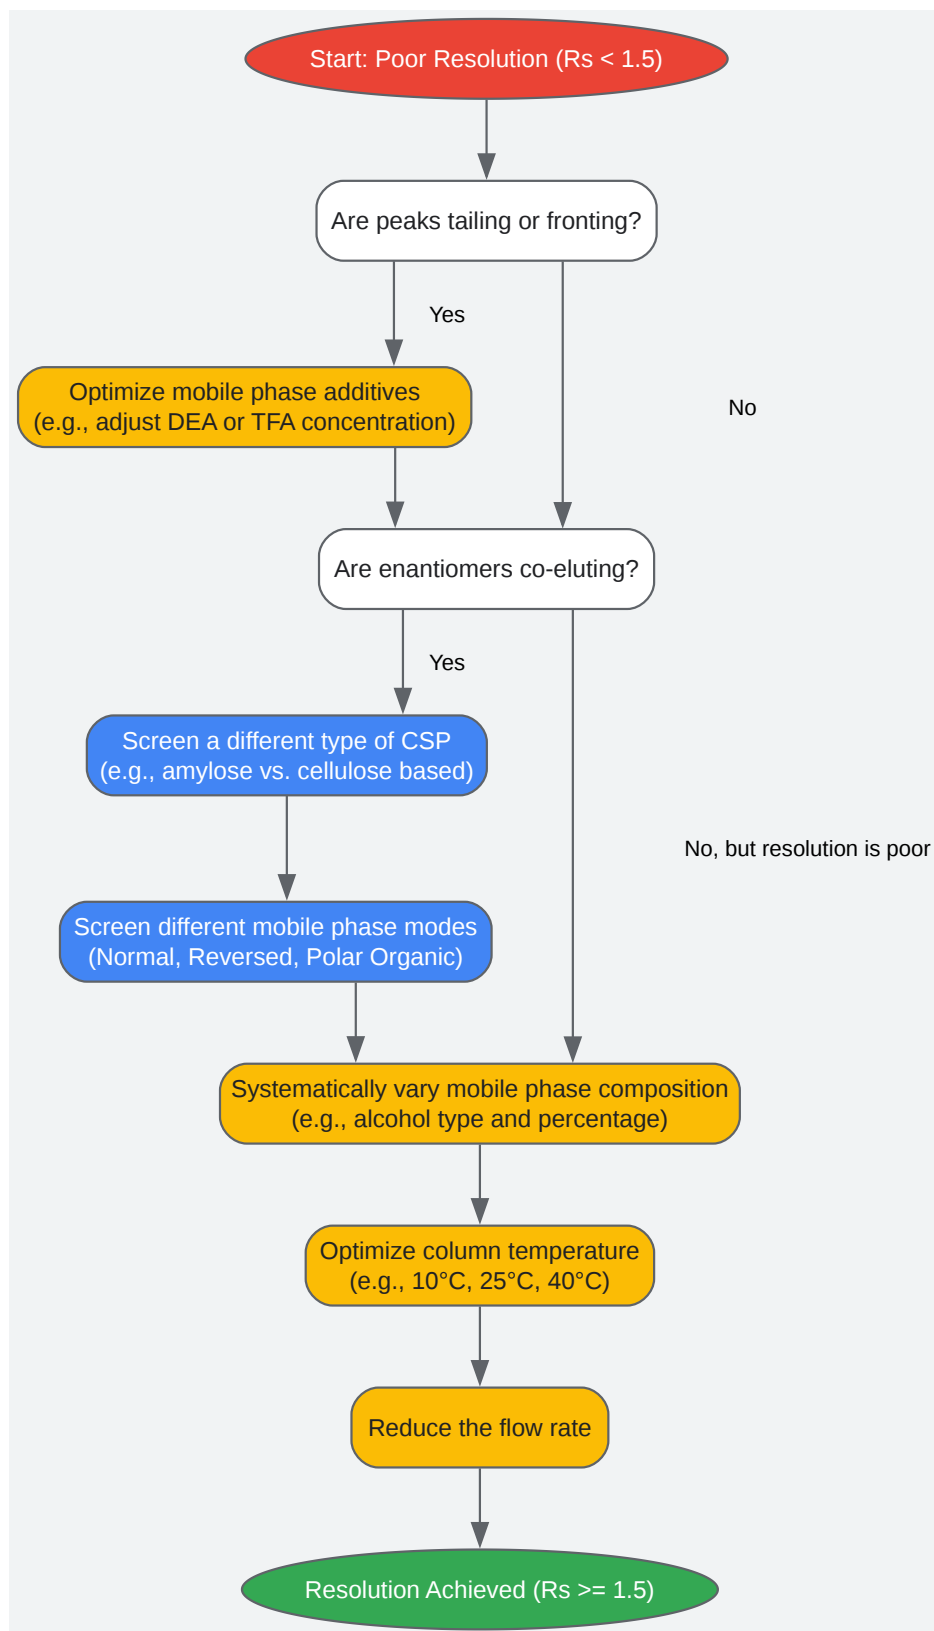 Start: Poor Resolution (Rs < 1.5)
Are peaks tailing or fronting?
Yes
Optimize mobile phase additives
(e.g., adjust DEA or TFA concentration)
No
Are enantiomers co-eluting?
Yes
Screen a different type of CSP
(e.g., amylose vs. cellulose based)
No, but resolution is poor
Screen different mobile phase modes
(Normal, Reversed, Polar Organic)
Systematically vary mobile phase composition
(e.g., alcohol type and percentage)
Optimize column temperature
(e.g., 10°C, 25°C, 40°C)
Reduce the flow rate
Resolution Achieved (Rs >= 1.5)